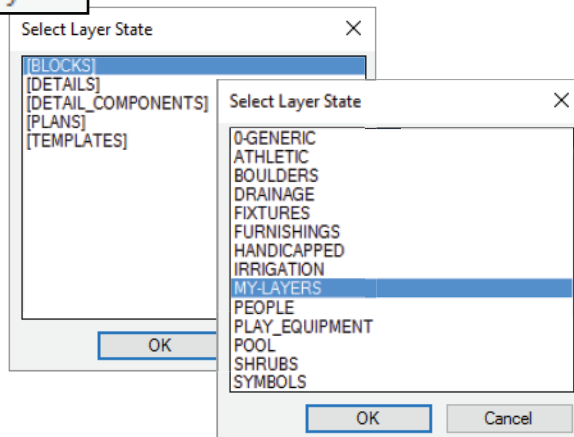 Select Layer State
[BLOCKS]
[DETAILS]
[DETAIL_COMPONENTS]
[PLANS]
[TEMPLATES]
OK
Select Layer State
0-GENERIC
ATHLETIC
BOULDERS
DRAINAGE
FIXTURES
FURNISHINGS
HANDICAPPED
IRRIGATION
MY-LAYERS
PEOPLE
PLAY_EQUIPMENT
POOL
SHRUBS
SYMBOLS
OK Cancel